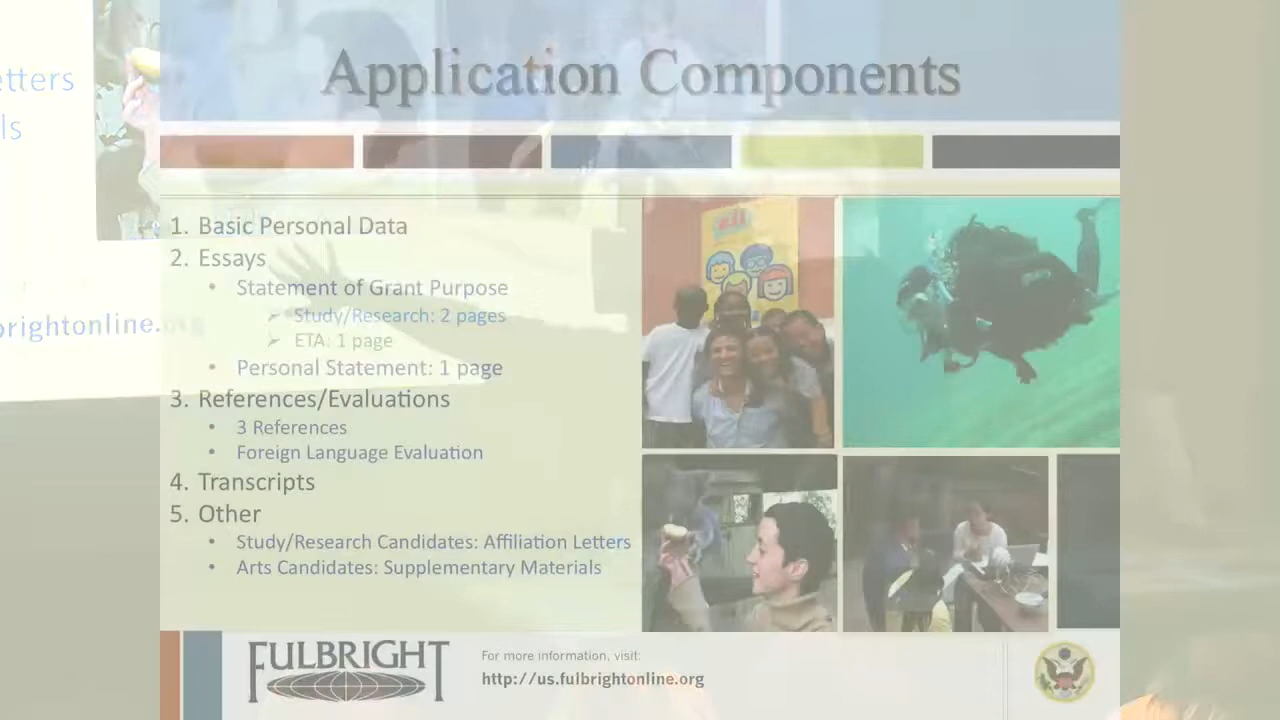 Application Components
etters
ls
brightonline.org
1. Basic Personal Data
2. Essays
• Statement of Grant Purpose
➢ Study/Research: 2 pages
➢ ETA: 1 page
• Personal Statement: 1 page
3. References/Evaluations
• 3 References
• Foreign Language Evaluation
4. Transcripts
5. Other
• Study/Research Candidates: Affiliation Letters
• Arts Candidates: Supplementary Materials
FULBRIGHT
For more information, visit:
http://us.fulbrightonline.org